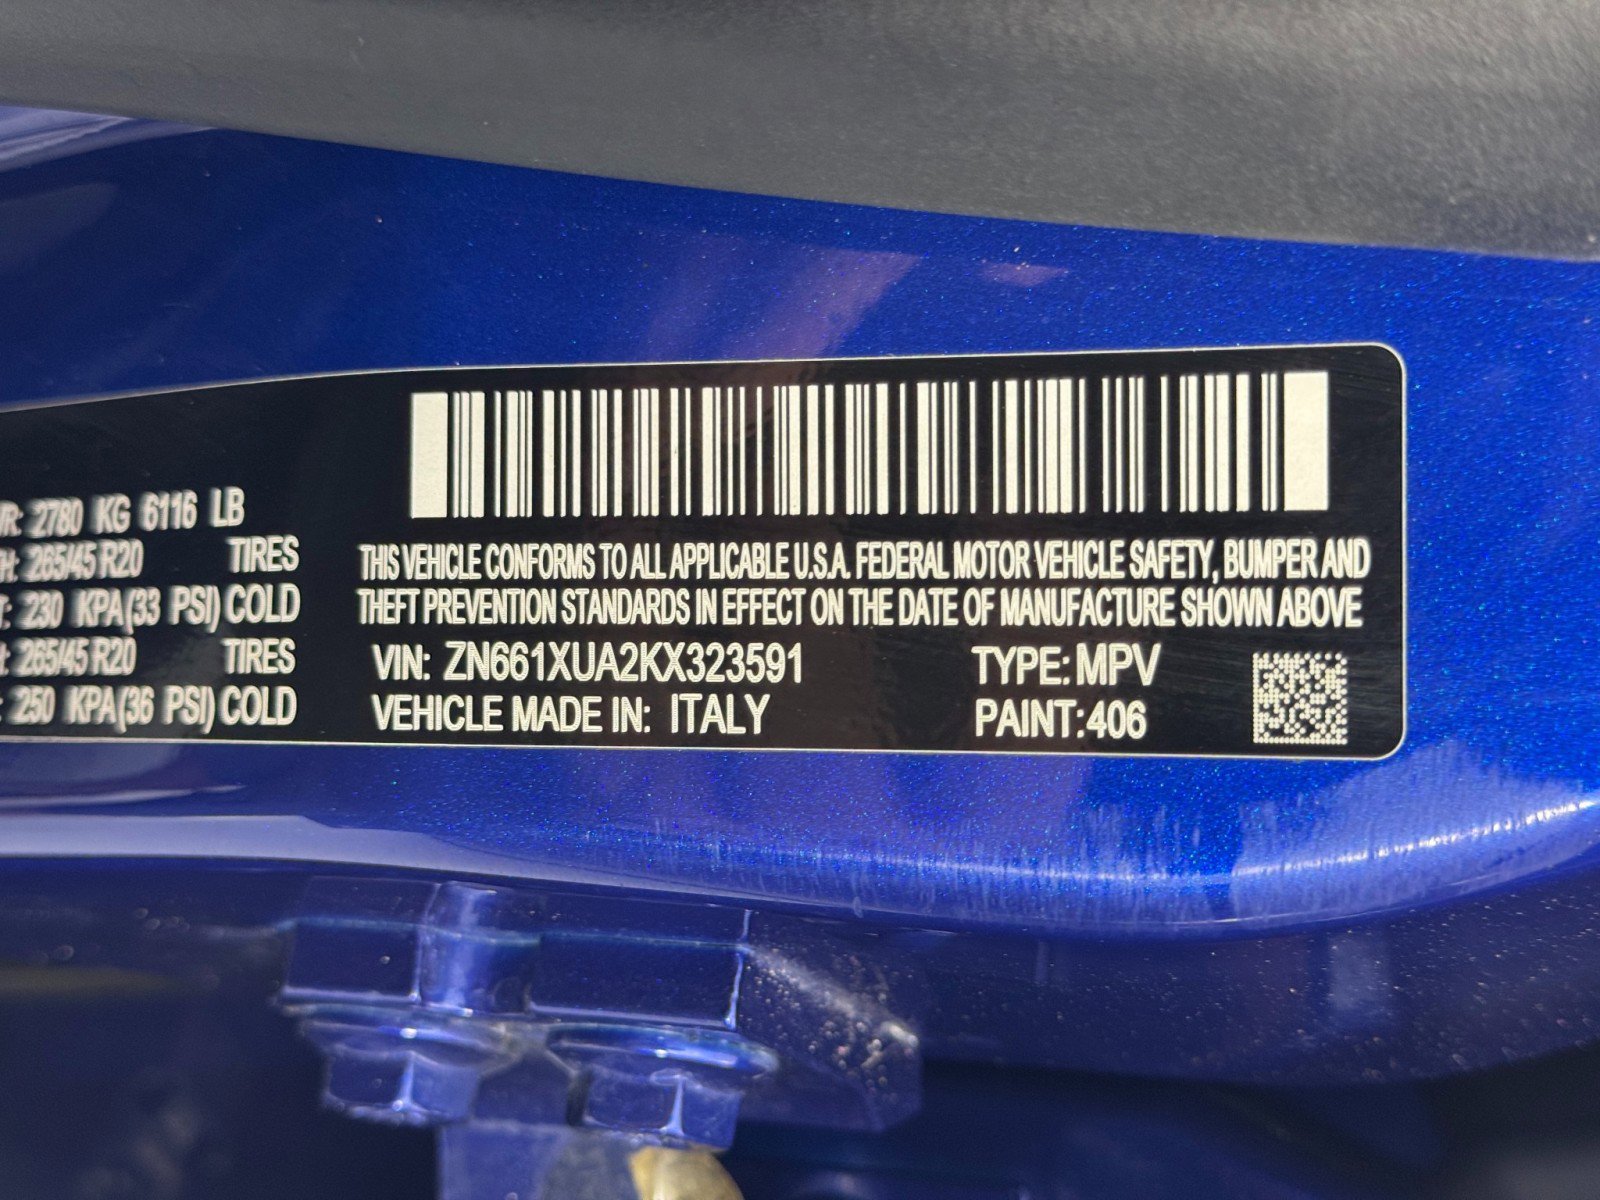 2780 KG 6116 LB
265/45 R20 TIRES
230 KPA(33 PSI) COLD
265/45 R20 TIRES
250 KPA(36 PSI) COLD
THIS VEHICLE CONFORMS TO ALL APPLICABLE U.S.A. FEDERAL MOTOR VEHICLE SAFETY, BUMPER AND
THEFT PREVENTION STANDARDS IN EFFECT ON THE DATE OF MANUFACTURE SHOWN ABOVE
VIN: ZN661XUA2KX323591 TYPE: MPV
VEHICLE MADE IN: ITALY PAINT: 406